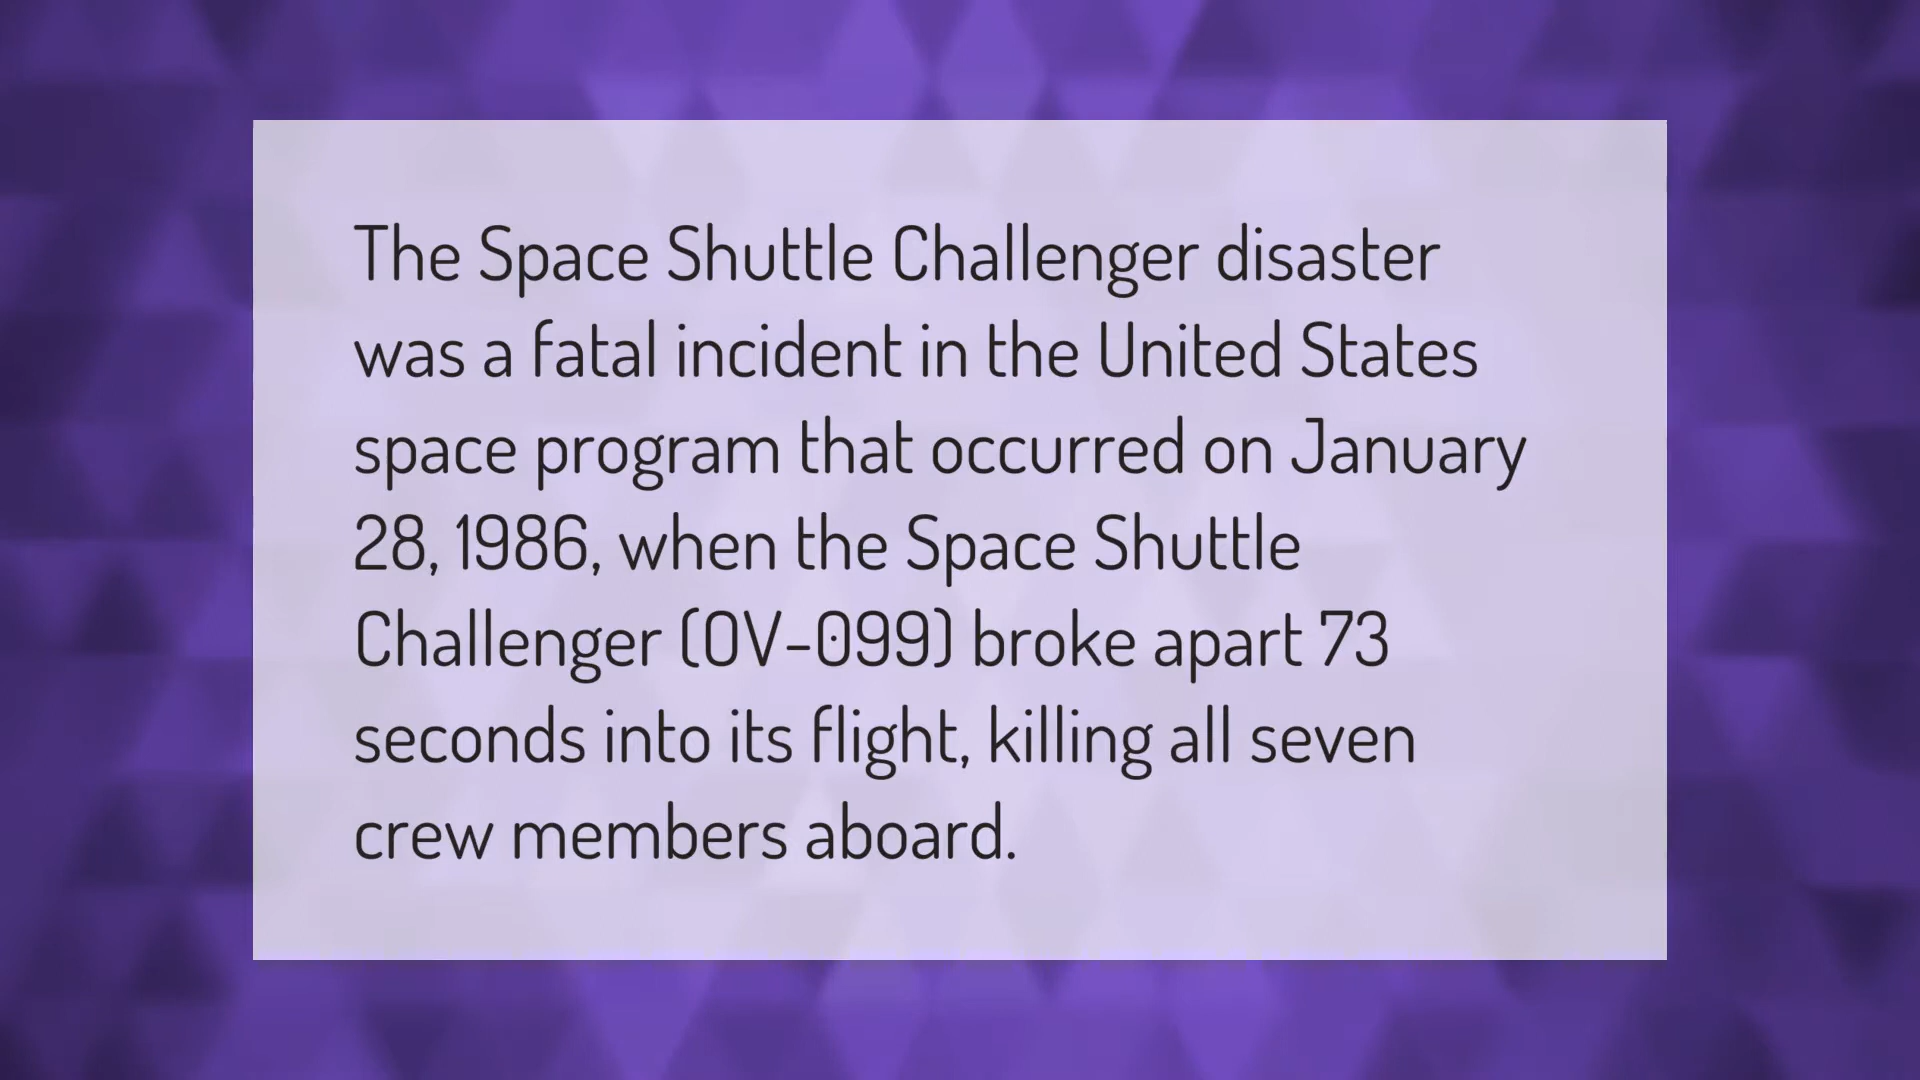 The Space Shuttle Challenger disaster
was a fatal incident in the United States
space program that occurred on January
28, 1986, when the Space Shuttle
Challenger (OV-099) broke apart 73
seconds into its flight, killing all seven
crew members aboard.